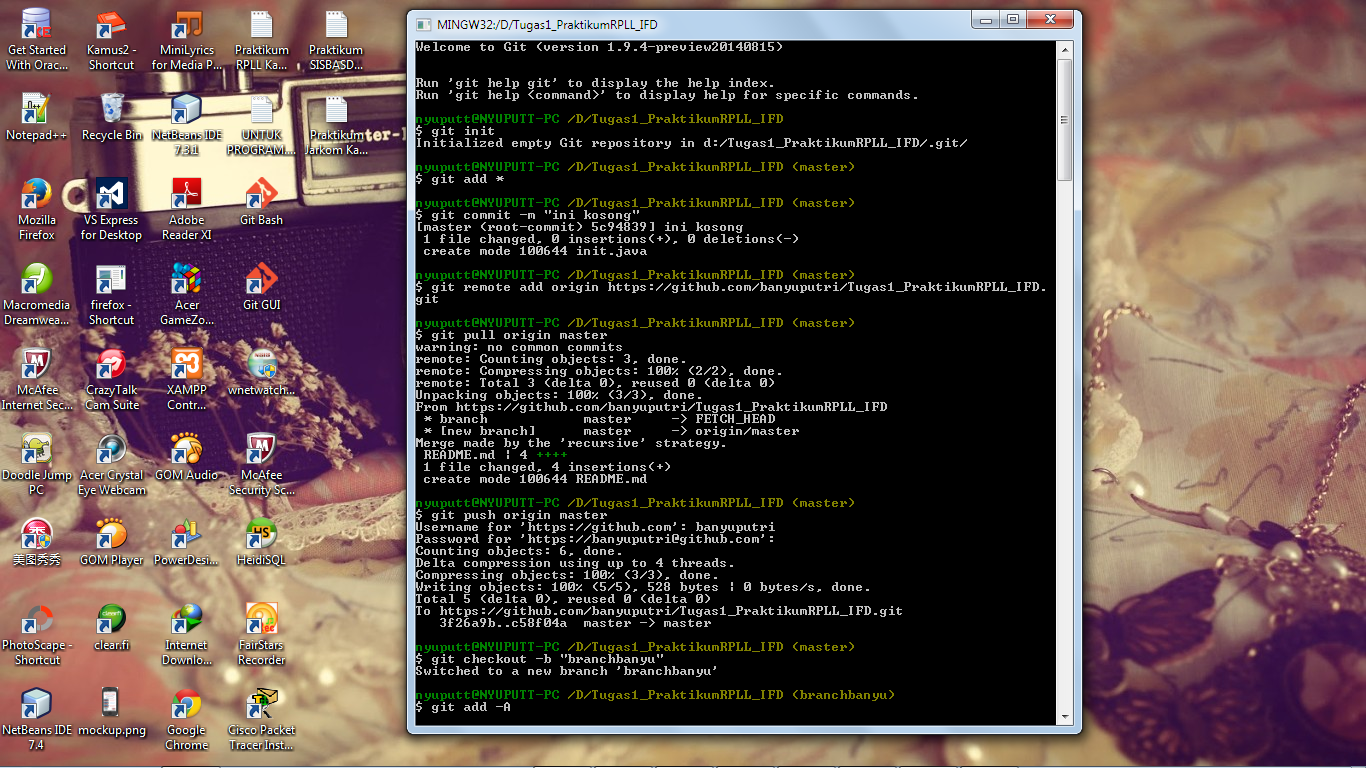 Get Started
With Orac...
Kamus2 -
Shortcut
MiniLyrics
for Media P...
Praktikum
RPLL Ka...
Praktikum
SISBASD...
Notepad++
Recycle Bin
NetBeans IDE
7.3.1
UNTUK
PROGRAM....
Praktikum
Jarkom Ka...
Mozilla
Firefox
VS Express
for Desktop
Adobe
Reader XI
Git Bash
Macromedia
Dreamwea...
firefox -
Shortcut
Acer
GameZo...
Git GUI
McAfee
Internet Sec...
CrazyTalk
Cam Suite
XAMPP
Contr...
wnetwatch...
Doodle Jump
PC
Acer Crystal
Eye Webcam
GOM Audio
McAfee
Security Sc...
美图秀秀
GOM Player
PowerDesi...
HeidiSQL
PhotoScape -
Shortcut
clear.fi
Internet
Downlo...
FairStars
Recorder
NetBeans IDE
7.4
mockup.png
Google
Chrome
Cisco Packet
Tracer Inst...
MINGW32:/D/Tugas1_PraktikumRPLL_IFD
Welcome to Git (version 1.9.4-preview20140815)
Run 'git help git' to display the help index.
Run 'git help <command>' to display help for specific commands.
nyuputt@NYUPUTT-PC /D/Tugas1_PraktikumRPLL_IFD
$ git init
Initialized empty Git repository in d:/Tugas1_PraktikumRPLL_IFD/.git/
nyuputt@NYUPUTT-PC /D/Tugas1_PraktikumRPLL_IFD (master)
$ git add *
nyuputt@NYUPUTT-PC /D/Tugas1_PraktikumRPLL_IFD (master)
$ git commit -m "ini kosong"
[master (root-commit) 5c94839] ini kosong
1 file changed, 0 insertions(+), 0 deletions(-)
create mode 100644 init.java
nyuputt@NYUPUTT-PC /D/Tugas1_PraktikumRPLL_IFD (master)
$ git remote add origin https://github.com/banyuputri/Tugas1_PraktikumRPLL_IFD.
git
nyuputt@NYUPUTT-PC /D/Tugas1_PraktikumRPLL_IFD (master)
$ git pull origin master
warning: no common commits
remote: Counting objects: 3, done.
remote: Compressing objects: 100% (2/2), done.
remote: Total 3 (delta 0), reused 0 (delta 0)
Unpacking objects: 100% (3/3), done.
From https://github.com/banyuputri/Tugas1_PraktikumRPLL_IFD
* branch            master     -> FETCH_HEAD
* [new branch]      master     -> origin/master
Merge made by the 'recursive' strategy.
README.md | 4 ++++
1 file changed, 4 insertions(+)
create mode 100644 README.md
nyuputt@NYUPUTT-PC /D/Tugas1_PraktikumRPLL_IFD (master)
$ git push origin master
Username for 'https://github.com': banyuputri
Password for 'https://banyuputri@github.com':
Counting objects: 6, done.
Delta compression using up to 4 threads.
Compressing objects: 100% (3/3), done.
Writing objects: 100% (5/5), 528 bytes | 0 bytes/s, done.
Total 5 (delta 0), reused 0 (delta 0)
To https://github.com/banyuputri/Tugas1_PraktikumRPLL_IFD.git
3f26a9b..c58f04a  master -> master
nyuputt@NYUPUTT-PC /D/Tugas1_PraktikumRPLL_IFD (master)
$ git checkout -b "branchbanyu"
Switched to a new branch 'branchbanyu'
nyuputt@NYUPUTT-PC /D/Tugas1_PraktikumRPLL_IFD (branchbanyu)
$ git add -A